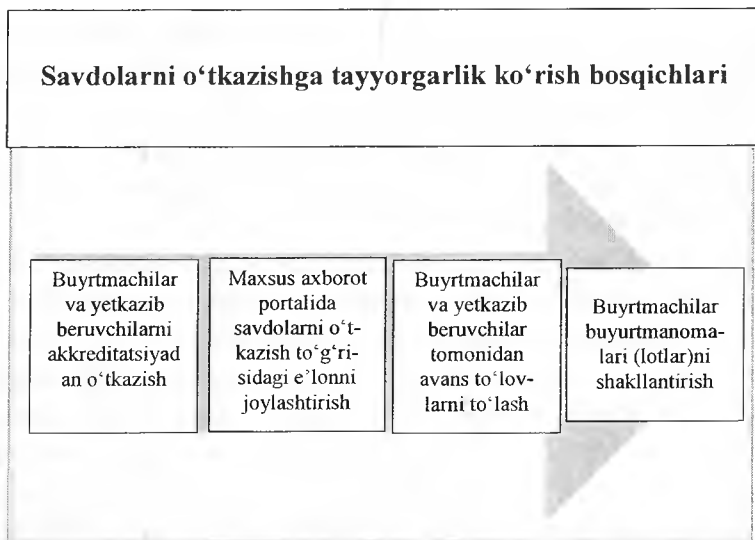 Savdolarni o‘tkazishga tayyorgarlik ko‘rish bosqichlari
Buyrtmachilar
va yetkazib
beruvchilarni
akkreditatsiyad
an o‘tkazish
Maxsus axborot
portalida
savdolarni o‘t-
kazish to‘g‘ri-
sidagi e’lonni
joylashtirish
Buyrtmachilar
va yetkazib
beruvchilar
tomonidan
avans to‘lov-
larni to‘lash
Buyrtmachilar
buyurtmanoma-
lari (lotlar)ni
shakllantirish